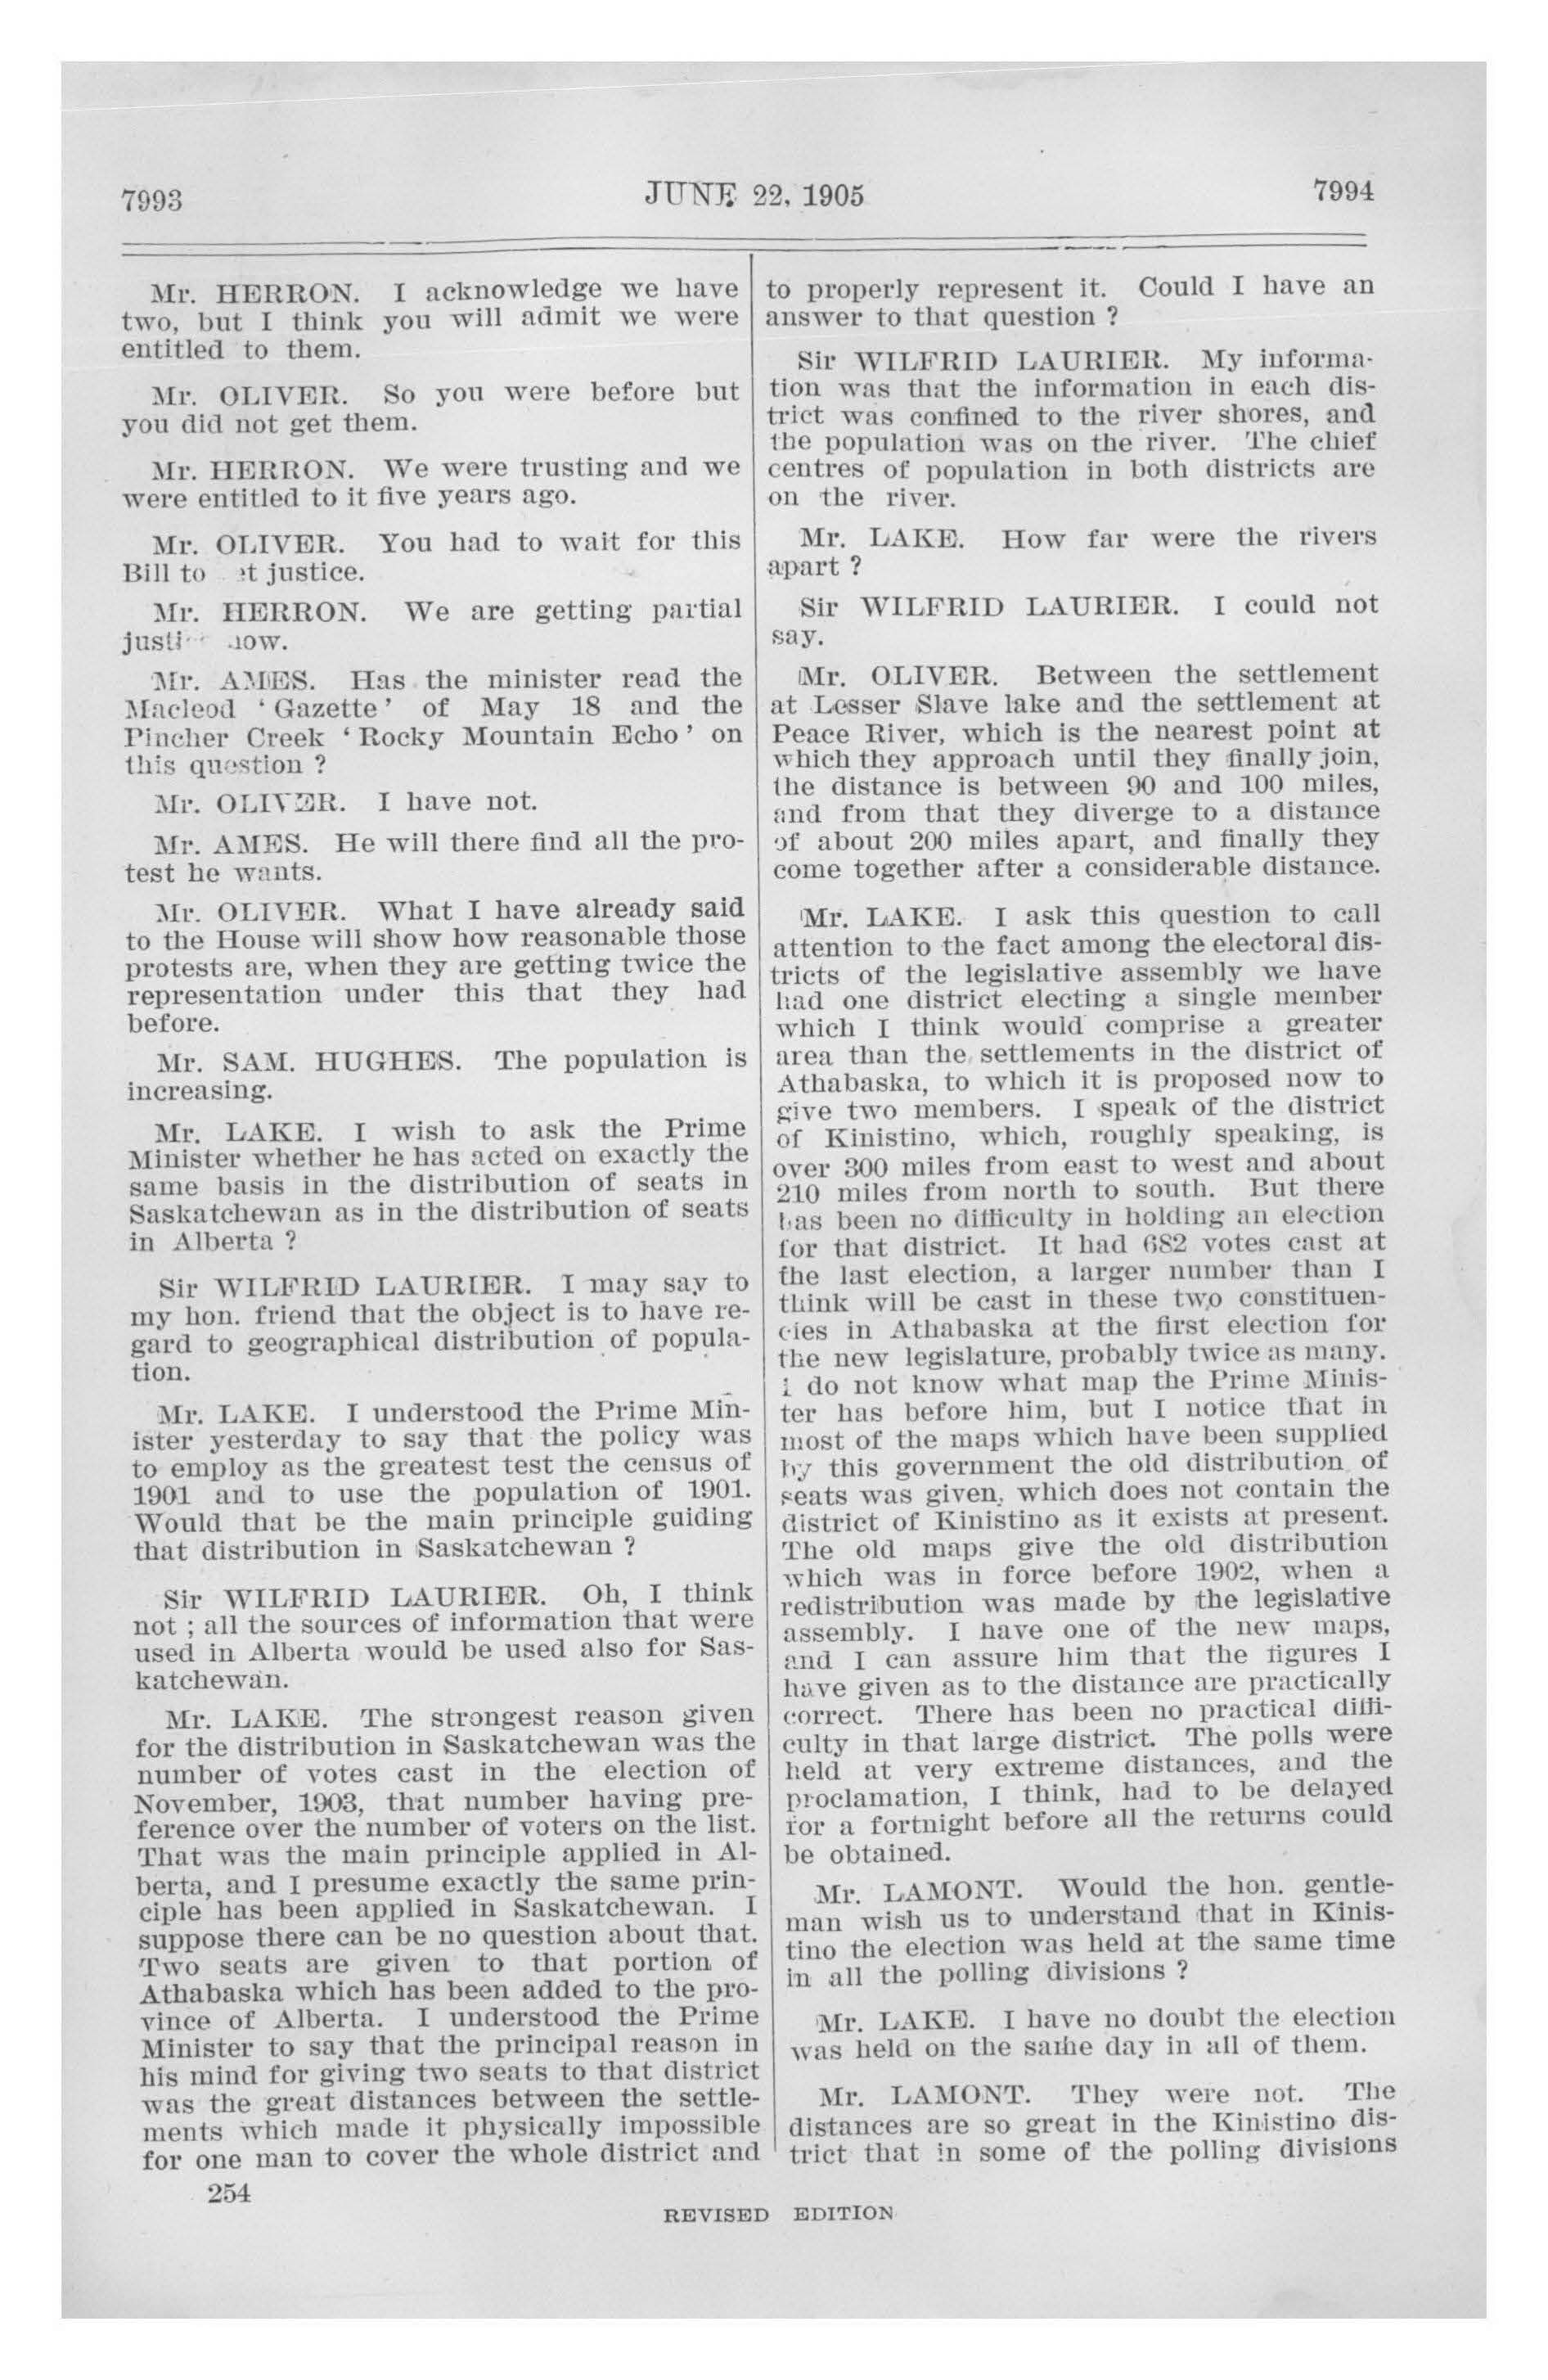 7993
JUNE 22, 1905
7994
Mr. HERRON. I acknowledge we have
two, but I think you will admit we were
entitled to them.
Mr. OLIVER. So you were before but
you did not get them.
Mr. HERRON. We were trusting and we
were entitled to it five years ago.
Mr. OLIVER. You had to wait for this
Bill to justice.
Mr. HERRON. We are getting partial
Mr. AMES. Has the minister read the
Macleod ‘ Gazette ’ of May 18 and the
Pincher Creek ‘ Rocky Mountain Echo ’ on
this question ?
Mr. OLIVER. I have not.
Mr. AMES. He will there find all the pro-
test he wants.
Mr. OLIVER. What I have already said
to the House will show how reasonable those
protests are, when they are getting twice the
representation under this that they had
before.
Mr. SAM. HUGHES. The population is
increasing.
Mr. LAKE. I wish to ask the Prime
Minister whether he has acted on exactly the
same basis in the distribution of seats in
Saskatchewan as in the distribution of seats
in Alberta ?
Sir WILFRID LAURIER. I may say to
my hon. friend that the object is to have re-
gard to geographical distribution of popula-
tion.
Mr. LAKE. I understood the Prime Min-
ister yesterday to say that the policy was
to employ as the greatest test the census of
1901 and to use the population of 1901.
Would that be the main principle guiding
that distribution in Saskatchewan ?
Sir WILFRID LAURIER. Oh, I think
not ; all the sources of information that were
used in Alberta would be used also for Sas-
katchewan.
Mr. LAKE. The strongest reason given
for the distribution in Saskatchewan was the
number of votes cast in the election of
November, 1903, that number having pre-
ference over the number of voters on the list.
That was the main principle applied in Al-
berta, and I presume exactly the same prin-
ciple has been applied in Saskatchewan. I
suppose there can be no question about that.
Two seats are given to that portion of
Athabaska which has been added to the pro-
vince of Alberta. I understood the Prime
Minister to say that the principal reason in
his mind for giving two seats to that district
was the great distances between the settle-
ments which made it physically impossible
for one man to cover the whole district and
254
to properly represent it. Could I have an
answer to that question ?
Sir WILFRID LAURIER. My informa-
tion was that the information in each dis-
trict was confined to the river shores, and
the population was on the river. The chief
centres of population in both districts are
on the river.
Mr. LAKE. How far were the rivers
apart ?
Sir WILFRID LAURIER. I could not
say.
Mr. OLIVER. Between the settlement
at Lesser Slave lake and the settlement at
Peace River, which is the nearest point at
which they approach until they finally join,
the distance is between 90 and 100 miles,
and from that they diverge to a distance
of about 200 miles apart, and finally they
come together after a considerable distance.
Mr. LAKE. I ask this question to call
attention to the fact among the electoral dis-
tricts of the legislative assembly we have
had one district electing a single member
which I think would comprise a greater
area than the settlements in the district of
Athabaska, to which it is proposed now to
give two members. I speak of the district
of Kinistino, which, roughly speaking, is
over 300 miles from east to west and about
210 miles from north to south. But there
has been no difficulty in holding an election
for that district. It had 682 votes cast at
the last election, a larger number than I
think will be cast in these two constituen-
cies in Athabaska at the first election for
the new legislature, probably twice as many.
I do not know what map the Prime Minis-
ter has before him, but I notice that in
most of the maps which have been supplied
by this government the old distribution of
seats was given, which does not contain the
district of Kinistino as it exists at present.
The old maps give the old distribution
which was in force before 1902, when a
redistribution was made by the legislative
assembly. I have one of the new maps,
and I can assure him that the figures I
have given as to the distance are practically
correct. There has been no practical diffi-
culty in that large district. The polls were
held at very extreme distances, and the
proclamation, I think, had to be delayed
for a fortnight before all the returns could
be obtained.
Mr. LAMONT. Would the hon. gentle-
man wish us to understand that in Kinis-
tino the election was held at the same time
in all the polling divisions ?
Mr. LAKE. I have no doubt the election
was held on the same day in all of them.
Mr. LAMONT. They were not. The
distances are so great in the Kinistino dis-
trict that in some of the polling divisions
REVISED EDITION